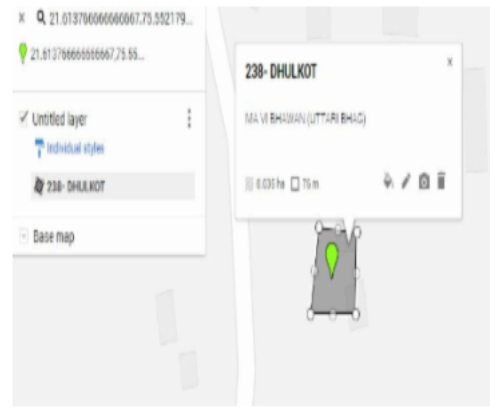 x 21.613766666666667,75.552179...
21.613766666666667,75.55...
Untitled layer
Individual styles
238- DHULKOT
Base map
238- DHULKOT
x
MA VI BHAWAN (UTTARI BHAG)
0.035 ha 75 m